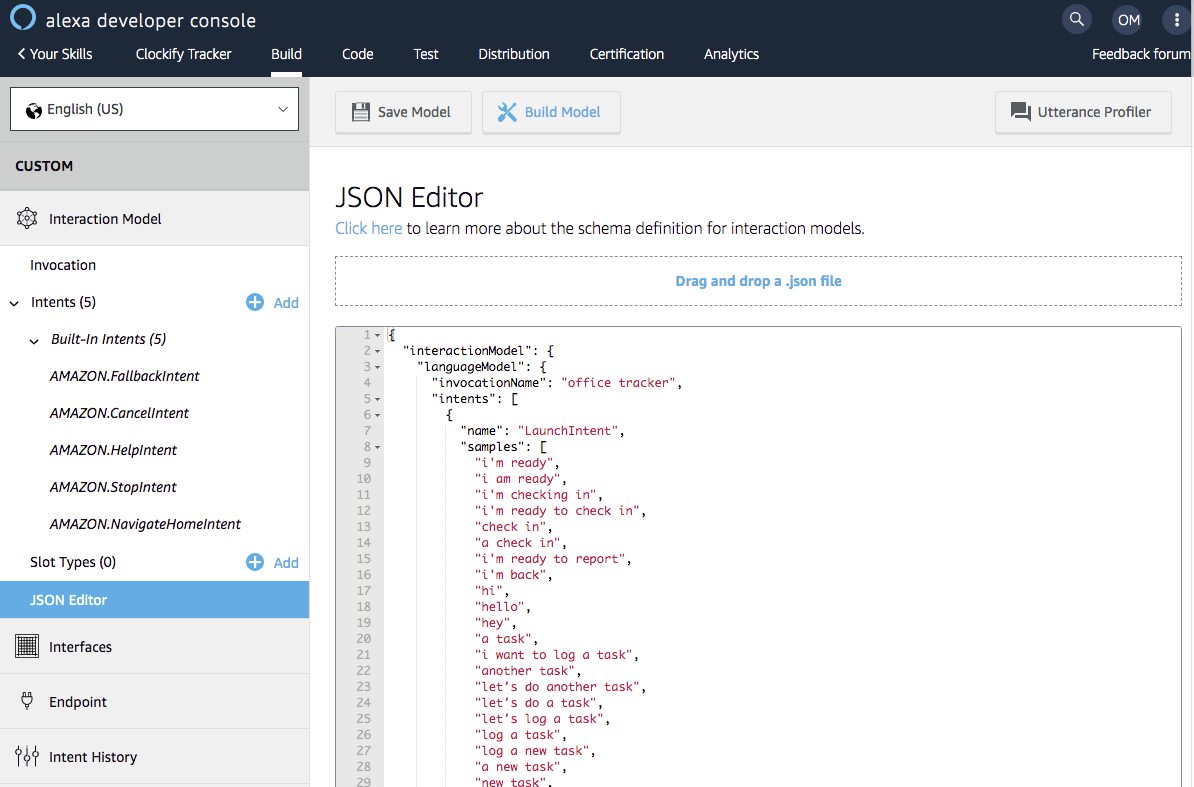 alexa developer console
OM
Your Skills Clockify Tracker Build Code Test Distribution Certification Analytics Feedback forum
English (US)
Save Model Build Model Utterance Profiler
CUSTOM
Interaction Model
Invocation
Intents (5) Add
Built-In Intents (5)
AMAZON.FallbackIntent
AMAZON.CancelIntent
AMAZON.HelpIntent
AMAZON.StopIntent
AMAZON.NavigateHomeIntent
Slot Types (0) Add
JSON Editor
Interfaces
Endpoint
Intent History
JSON Editor
Click here to learn more about the schema definition for interaction models.
Drag and drop a .json file
1 {
2 "interactionModel": {
3 "languageModel": {
4 "invocationName": "office tracker",
5 "intents": [
6 {
7 "name": "LaunchIntent",
8 "samples": [
9 "i'm ready",
10 "i am ready",
11 "i'm checking in",
12 "i'm ready to check in",
13 "check in",
14 "a check in",
15 "i'm ready to report",
16 "i'm back",
17 "hi",
18 "hello",
19 "hey",
20 "a task",
21 "i want to log a task",
22 "another task",
23 "let's do another task",
24 "let's do a task",
25 "let's log a task",
26 "log a task",
27 "log a new task",
28 "a new task",
29 "new task",